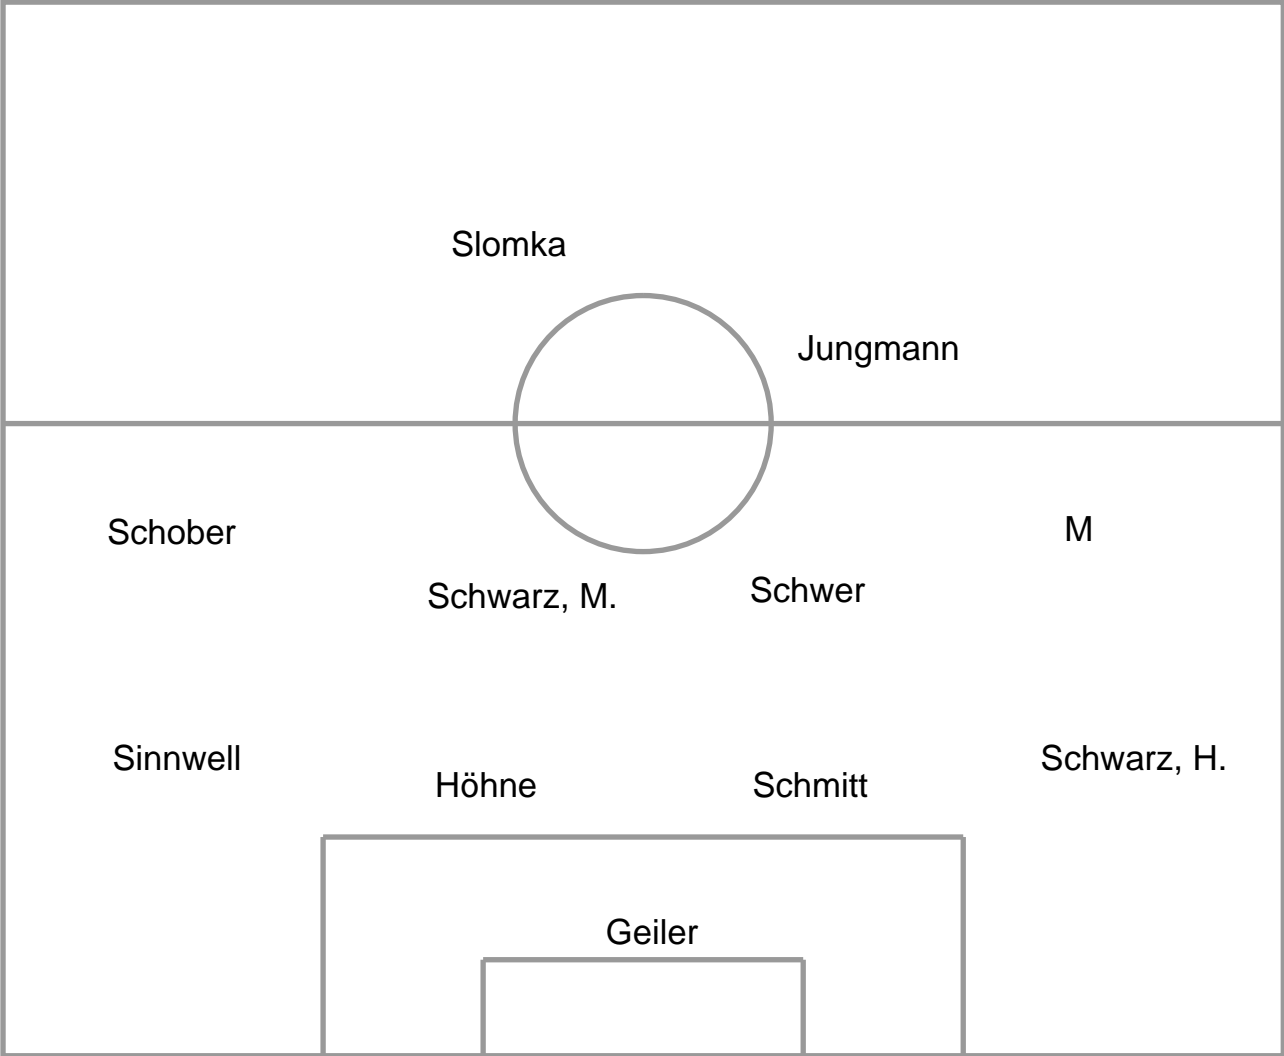 Slomka
Jungmann
Schober
M
Schwarz, M.
Schwer
Sinnwell
Schwarz, H.
Höhne
Schmitt
Geiler